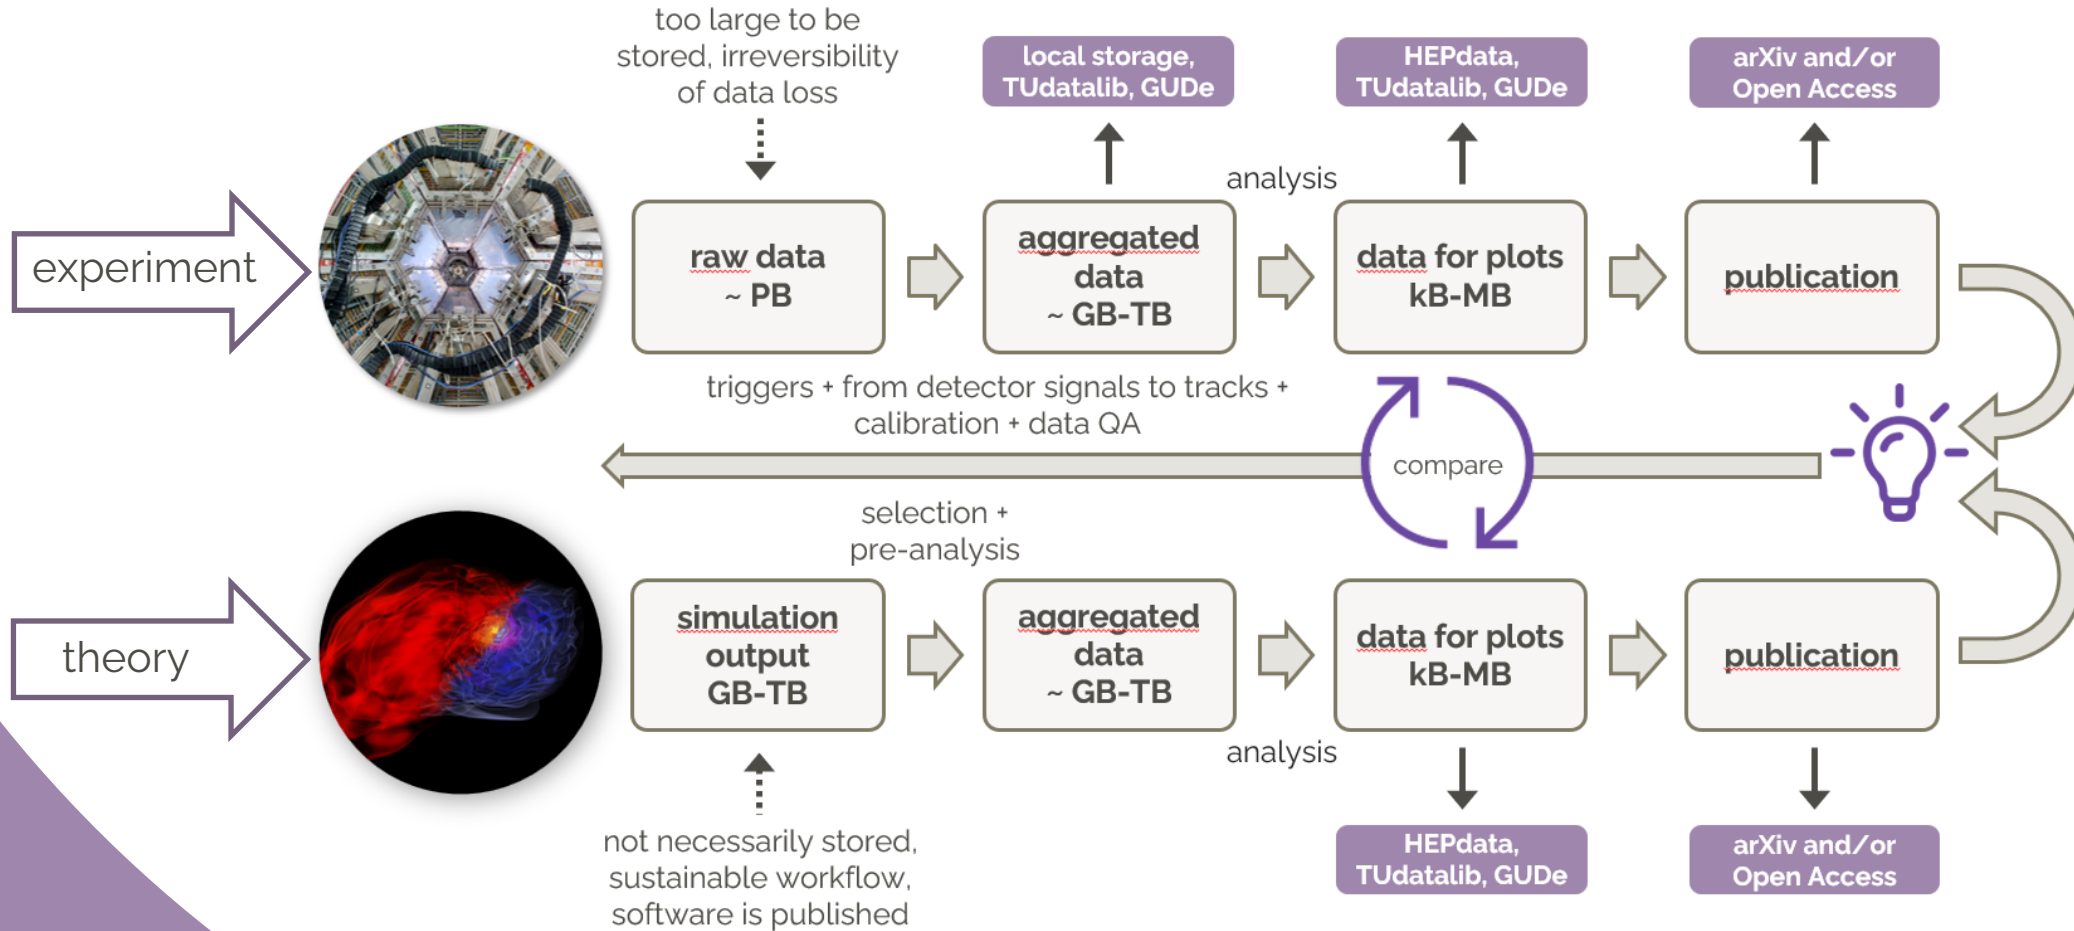 too large to be
stored, irreversibility
of data loss
local storage,
TUdatalib, GUDe
HEPdata,
TUdatalib, GUDe
arXiv and/or
Open Access
experiment
raw data
~ PB
aggregated
data
~ GB-TB
analysis
data for plots
kB-MB
publication
triggers + from detector signals to tracks +
calibration + data QA
compare
selection +
pre-analysis
theory
simulation
output
GB-TB
aggregated
data
~ GB-TB
analysis
data for plots
kB-MB
publication
not necessarily stored,
sustainable workflow,
software is published
HEPdata,
TUdatalib, GUDe
arXiv and/or
Open Access